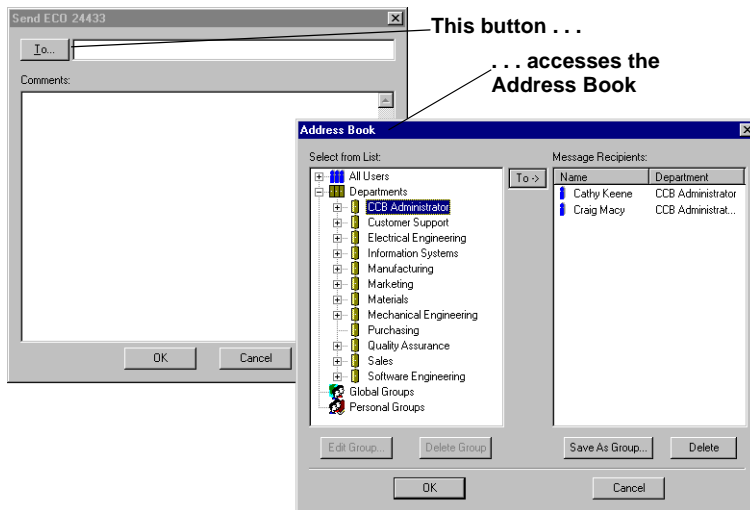 Send ECO 24433
This button . . .
To...
. . . accesses the
Address Book
Comments:
Address Book
Select from List:
Message Recipients:
All Users
To ->
Name Department
Departments
Cathy Keene CCB Administrator
CCB Administrator
Craig Macy CCB Administrat...
Customer Support
Electrical Engineering
Information Systems
Manufacturing
Marketing
Materials
Mechanical Engineering
Purchasing
Quality Assurance
Sales
Software Engineering
Global Groups
Personal Groups
OK Cancel
Edit Group... Delete Group Save As Group... Delete
OK Cancel